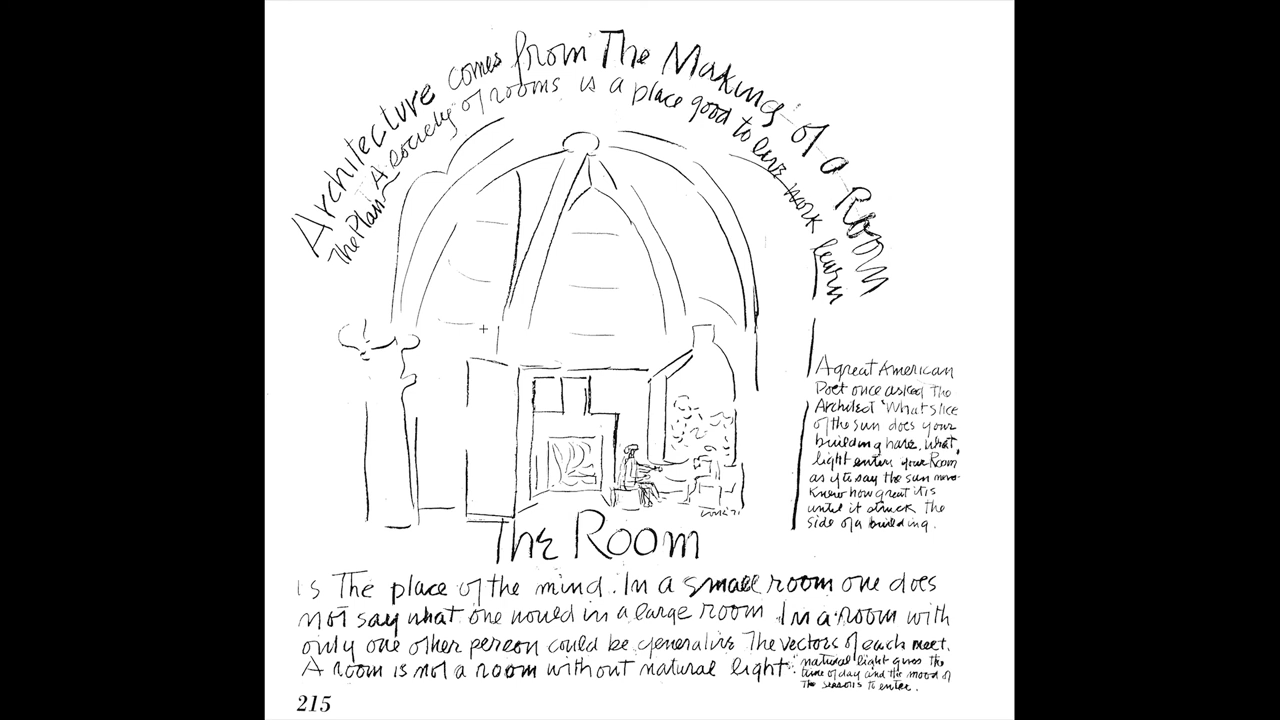 Architecture comes from The Making of a Room
The Plan A society of rooms is a place good to live work learn
A great American
Poet once asked The
Architect 'What slice
of the sun does your
building have, what
light enters your Room
as if to say the sun never
Knew how great it is
until it struck the
side of a building.
The Room
is The place of the mind. In a small room one does
not say what one would in a large room. In a room with
only one other person could be generative The vectors of each meet.
A room is not a room without natural light.
natural light gives the
time of day and the mood of
The seasons to enter.
215